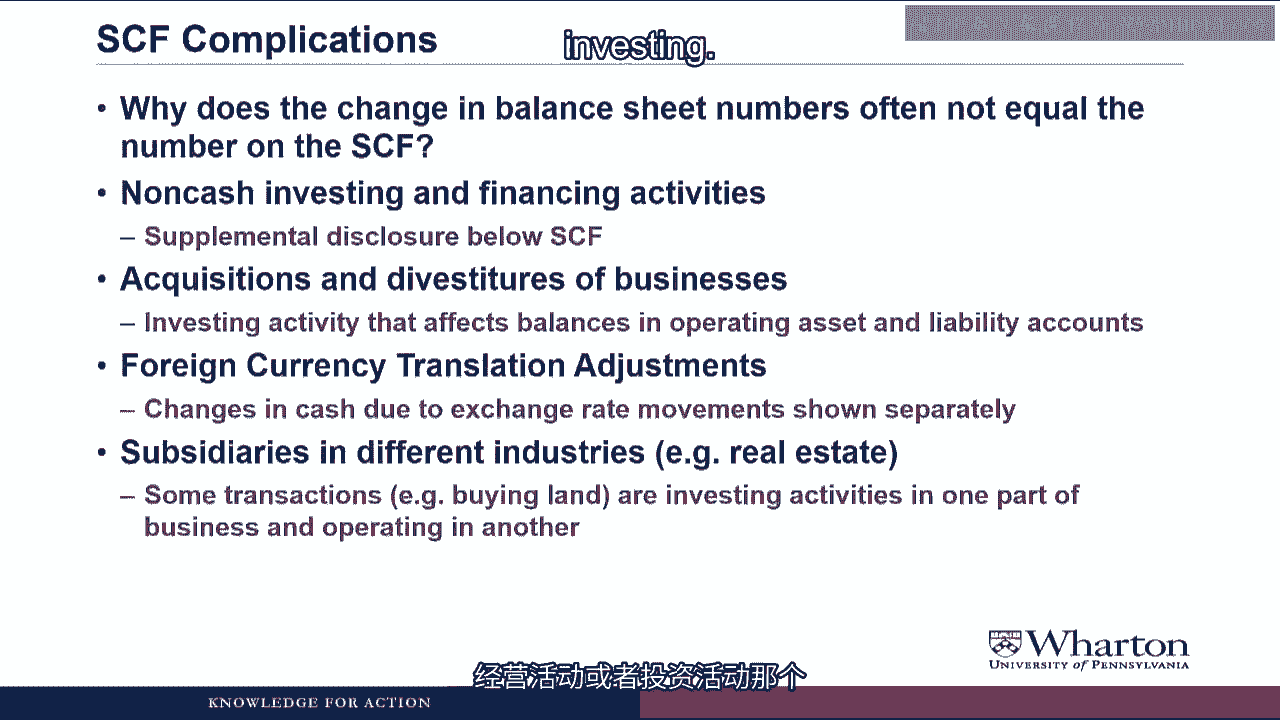 SCF Complications
investing.
• Why does the change in balance sheet numbers often not equal the
number on the SCF?
• Noncash investing and financing activities
– Supplemental disclosure below SCF
• Acquisitions and divestitures of businesses
– Investing activity that affects balances in operating asset and liability accounts
• Foreign Currency Translation Adjustments
– Changes in cash due to exchange rate movements shown separately
• Subsidiaries in different industries (e.g. real estate)
– Some transactions (e.g. buying land) are investing activities in one part of
business and operating in another
Wharton
UNIVERSITY of PENNSYLVANIA
经营活动或者投资活动那个
KNOWLEDGE FOR ACTION